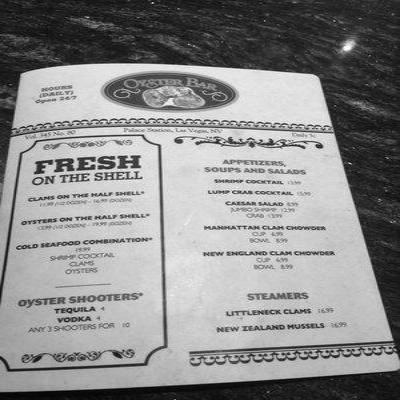 OYSTER BAR
HOURS
(DAILY)
Open 24/7
Vol. 345 No. 80 Palace Station, Las Vegas, NV Daily 5¢
FRESH
ON THE SHELL
CLAMS ON THE HALF SHELL*
11.99 (1/2 DOZEN) - 16.99 (DOZEN)
OYSTERS ON THE HALF SHELL*
13.99 (1/2 DOZEN) - 19.99 (DOZEN)
COLD SEAFOOD COMBINATION*
19.99
SHRIMP COCKTAIL
CLAMS
OYSTERS
OYSTER SHOOTERS*
TEQUILA 4
VODKA 4
ANY 3 SHOOTERS FOR 10
APPETIZERS,
SOUPS AND SALADS
SHRIMP COCKTAIL 13.99
LUMP CRAB COCKTAIL 15.99
CAESAR SALAD 8.99
JUMBO SHRIMP 12.99
CRAB 13.99
MANHATTAN CLAM CHOWDER
CUP 6.99
BOWL 8.99
NEW ENGLAND CLAM CHOWDER
CUP 6.99
BOWL 8.99
STEAMERS
LITTLENECK CLAMS 16.99
NEW ZEALAND MUSSELS 16.99